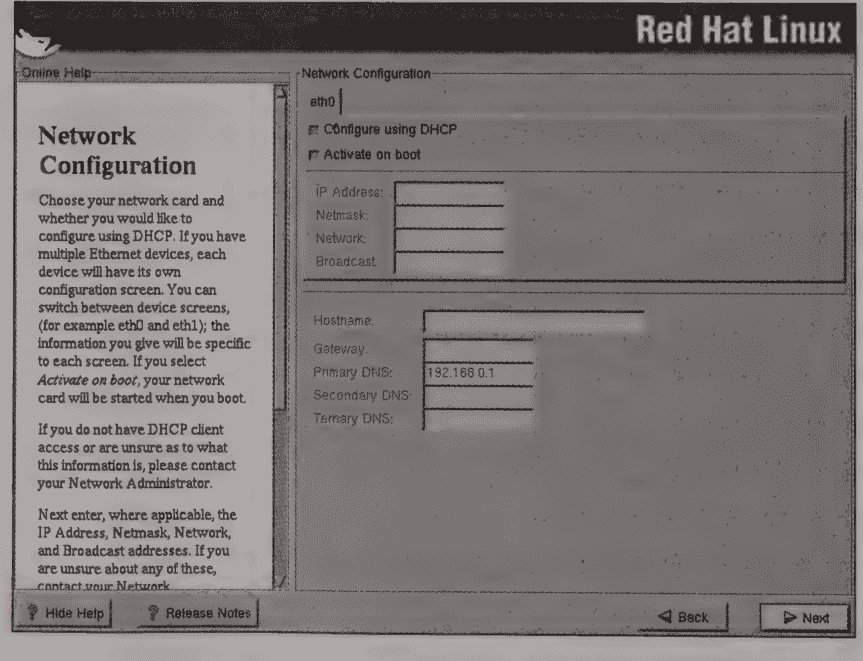 Red Hat Linux
Online Help
Network
Configuration
Choose your network card and
whether you would like to
configure using DHCP. If you have
multiple Ethernet devices, each
device will have its own
configuration screen. You can
switch between device screens,
(for example eth0 and eth1); the
information you give will be specific
to each screen. If you select
Activate on boot, your network
card will be started when you boot.
If you do not have DHCP client
access or are unsure as to what
this information is, please contact
your Network Administrator.
Next enter, where applicable, the
IP Address, Netmask, Network,
and Broadcast addresses. If you
are unsure about any of these,
contact your Network
Network Configuration
eth0
Configure using DHCP
Activate on boot
IP Address:
Netmask:
Network:
Broadcast
Hostname.
Gateway.
Primary DNS: 192.168.0.1
Secondary DNS:
Ternary DNS:
Hide Help
Release Notes
Back
Next